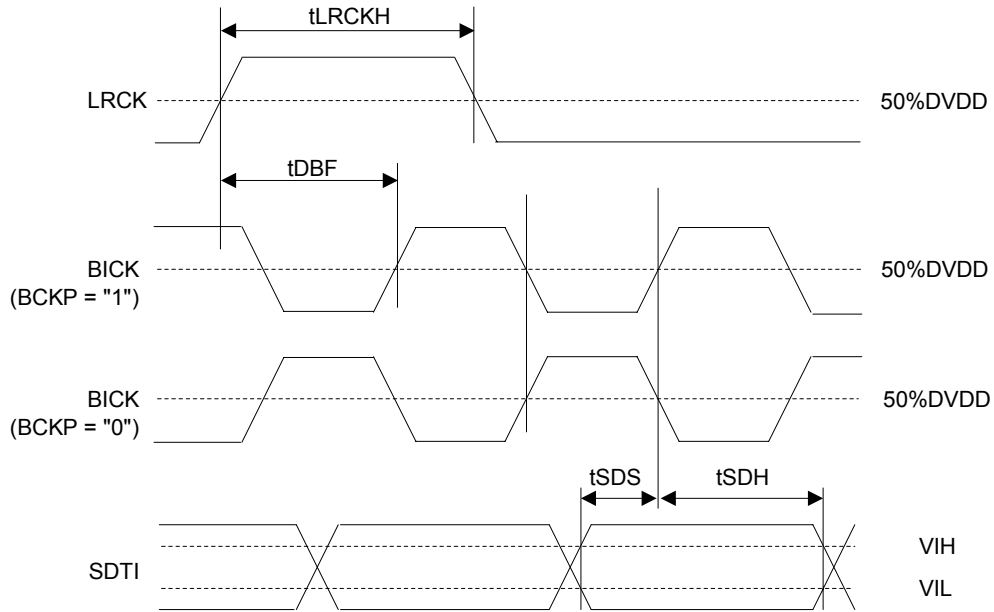 tLRCKH
LRCK
50%DVDD
tDBF
BICK
(BCKP = "1")
50%DVDD
BICK
(BCKP = "0")
50%DVDD
tSDS
tSDH
SDTI
VIH
VIL